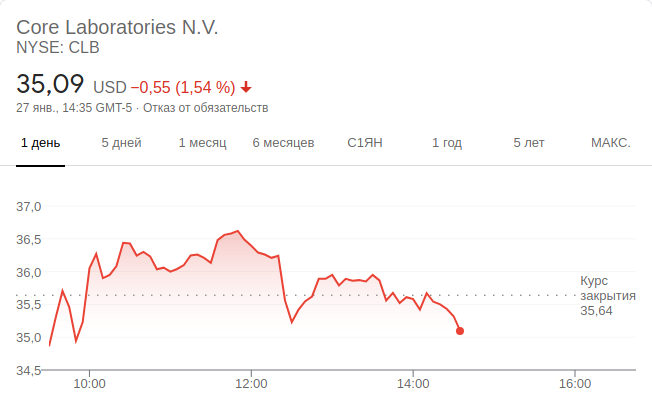 Core Laboratories N.V.
NYSE: CLB
35,09 USD −0,55 (1,54 %)
27 янв., 14:35 GMT-5 · Отказ от обязательств
1 день 5 дней 1 месяц 6 месяцев С1ЯН 1 год 5 лет МАКС.
37,0
36,5
36,0
35,5
35,0
34,5
Курс
закрытия
35,64
10:00 12:00 14:00 16:00